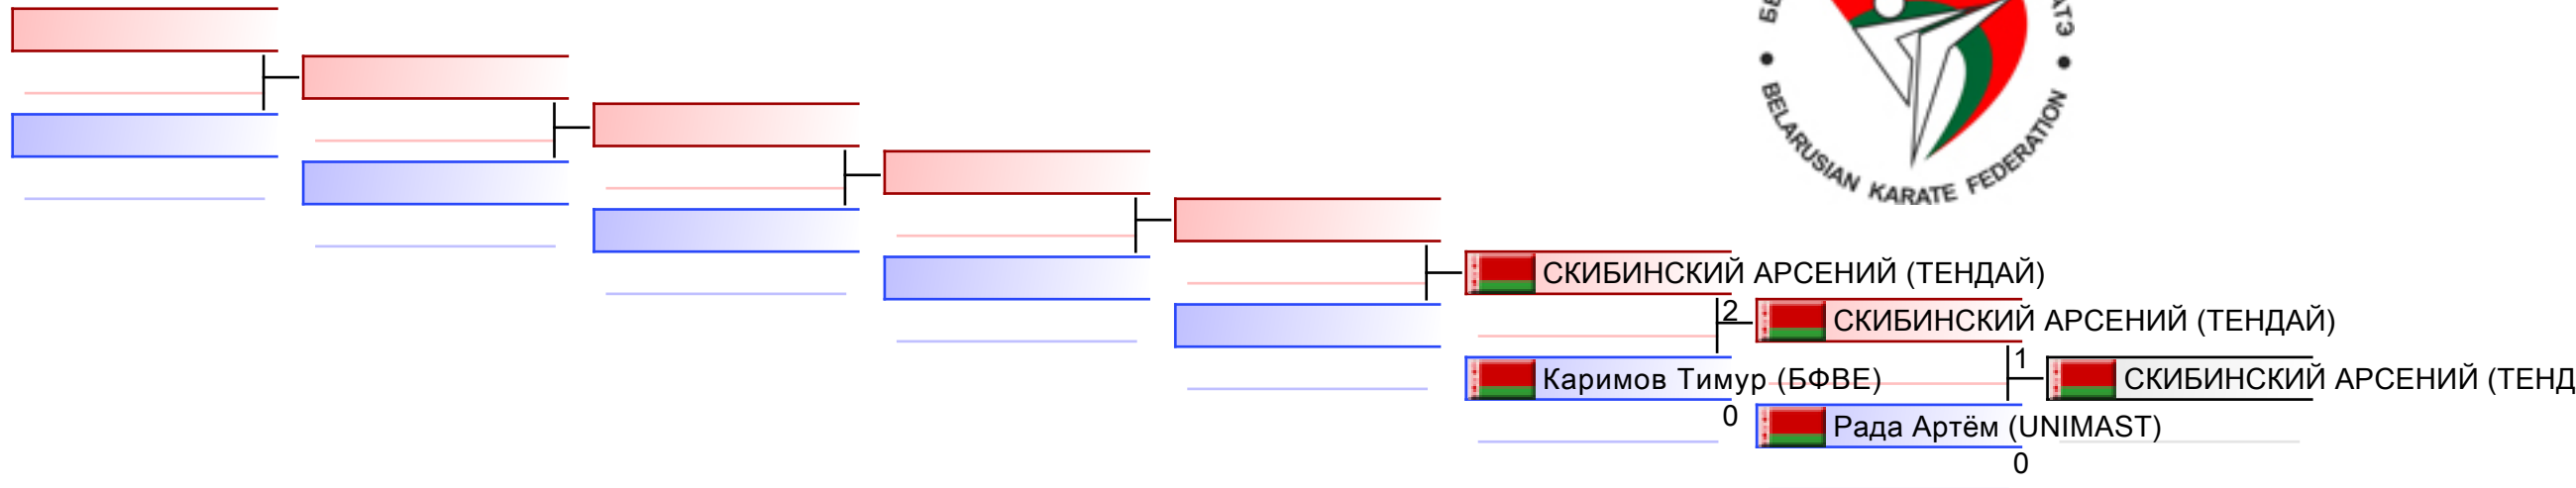 BELARUSIAN KARATE FEDERATION
СКИБИНСКИЙ АРСЕНИЙ (ТЕНДАЙ)
2
СКИБИНСКИЙ АРСЕНИЙ (ТЕНДАЙ)
1
Каримов Тимур (БФВЕ)
СКИБИНСКИЙ АРСЕНИЙ (ТЕНД
0
Рада Артём (UNIMAST)
0